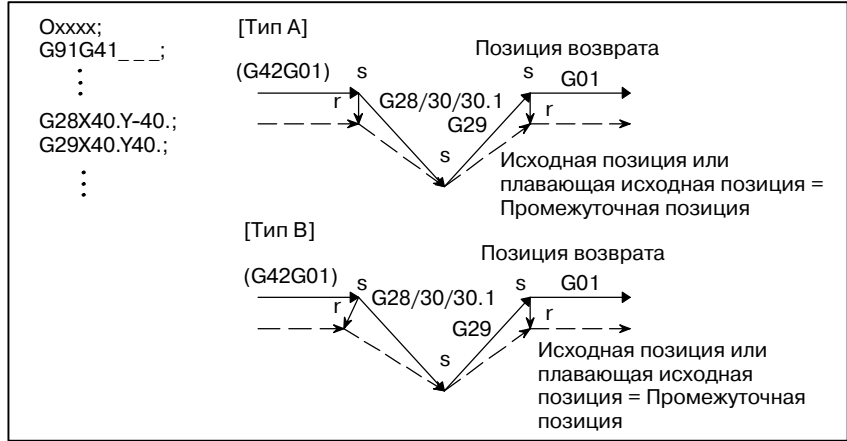 Oxxxx;
G91G41_ _ _;
G28X40.Y-40.;
G29X40.Y40.;
[Тип A]
Позиция возврата
(G42G01)
s
s
G01
r
G28/30/30.1
r
G29
s
Исходная позиция или
плавающая исходная позиция =
Промежуточная позиция
[Тип B]
Позиция возврата
(G42G01)
s
G28/30/30.1
s
G01
r
r
G29
s
Исходная позиция или
плавающая исходная
позиция = Промежуточная
позиция